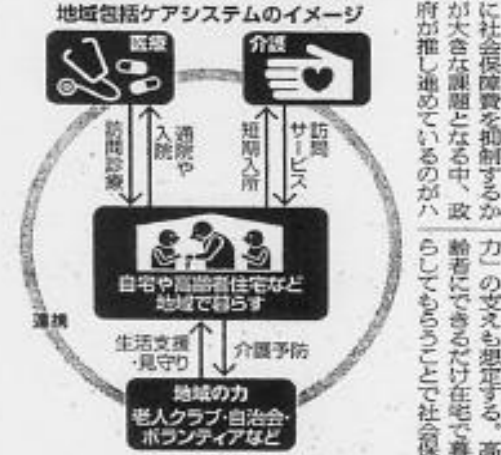 地域包括ケアシステムのイメージ
医療
介護
訪問診療
通院や
入院
短期入所
訪問
サービス
自宅や高齢者住宅など
地域で暮らす
連携
生活支援
・見守り
介護予防
地域の力
老人クラブ・自治会・
ボランティアなど
に社会保障費を抑制するか
が大きな課題となる中、政
府が推し進めているのがハ
力」の支えも想定する。高
齢者にできるだけ在宅で暮
らしてもらうことで社会保